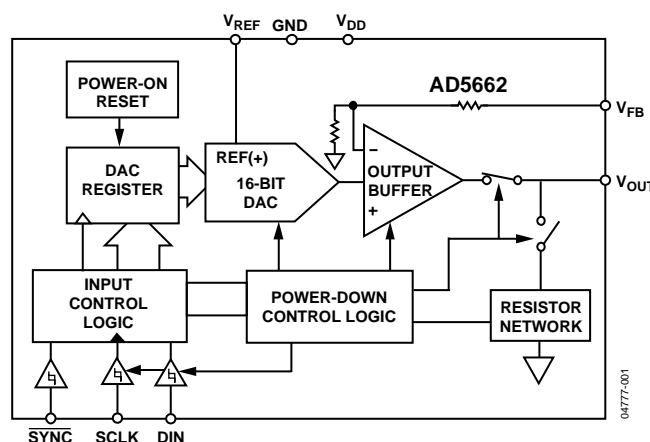 VREF GND VDD
POWER-ON
RESET
AD5662
VFB
REF(+)
16-BIT
DAC
DAC
REGISTER
−
OUTPUT
BUFFER
+
VOUT
INPUT
CONTROL
LOGIC
POWER-DOWN
CONTROL LOGIC
RESISTOR
NETWORK
SYNC SCLK DIN
04777-001